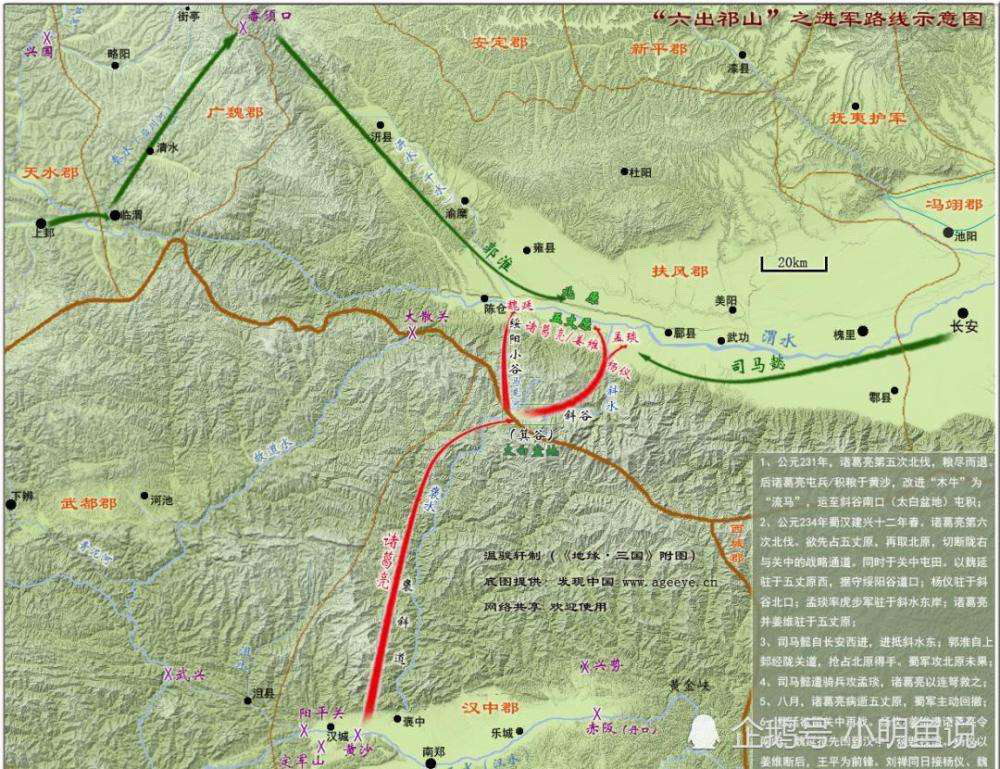 “六出祁山”之进军路线示意图
街亭
番须口
兴国
略阳
安定郡
新平郡
漆县
广魏郡
汧县
抚夷护军
清水
天水郡
杜阳
汧水
渝麋
冯翊郡
临渭
上邽
池阳
郭淮
雍县
扶风郡
20km
北原
美阳
陈仓
魏延
五丈原
大散关
诸葛亮/姜维
孟琰
郿县
武功
渭水
槐里
长安
绥阳小谷
杨仪
司马懿
斜谷
斜水
鄠县
(箕谷)
太白盆地
故道水
褒水
下辨
武都郡
河池
西城郡
诸葛亮
褒斜道
温骏轩制（《地缘·三国》附图）
底图提供：发现中国 www.ageeye.cn
网络共享 欢迎使用
武兴
沮县
兴势
黄金峡
阳平关
汉城
黄沙
定军山
褒中
汉中郡
乐城
赤阪
南郑
汉水
1、公元231年，诸葛亮第五次北伐，粮尽而退。
后诸葛亮屯兵/积粮于黄沙，改进“木牛”为
“流马”，运至斜谷南口（太白盆地）屯积；
2、公元234年蜀汉建兴十二年春，诸葛亮第六
次北伐。欲先占五丈原，再取北原，切断陇右
与关中的战略通道，同时于关中屯田。以魏延
驻于五丈原西，据守绥阳谷道口；杨仪驻于斜
谷北口；孟琰率虎步军驻于斜水东岸；诸葛亮
并姜维驻于五丈原；
3、司马懿自长安西进，进抵斜水东；郭淮自上
邽经陇关道，抢占北原得手。蜀军攻北原未果；
4、司马懿遣骑兵攻孟琰，诸葛亮以连弩救之；
5、八月，诸葛亮病逝五丈原，蜀军主动回撤；
姜维断后，王平为前锋。刘禅同日接杨仪、魏
企鹅号 小明重说